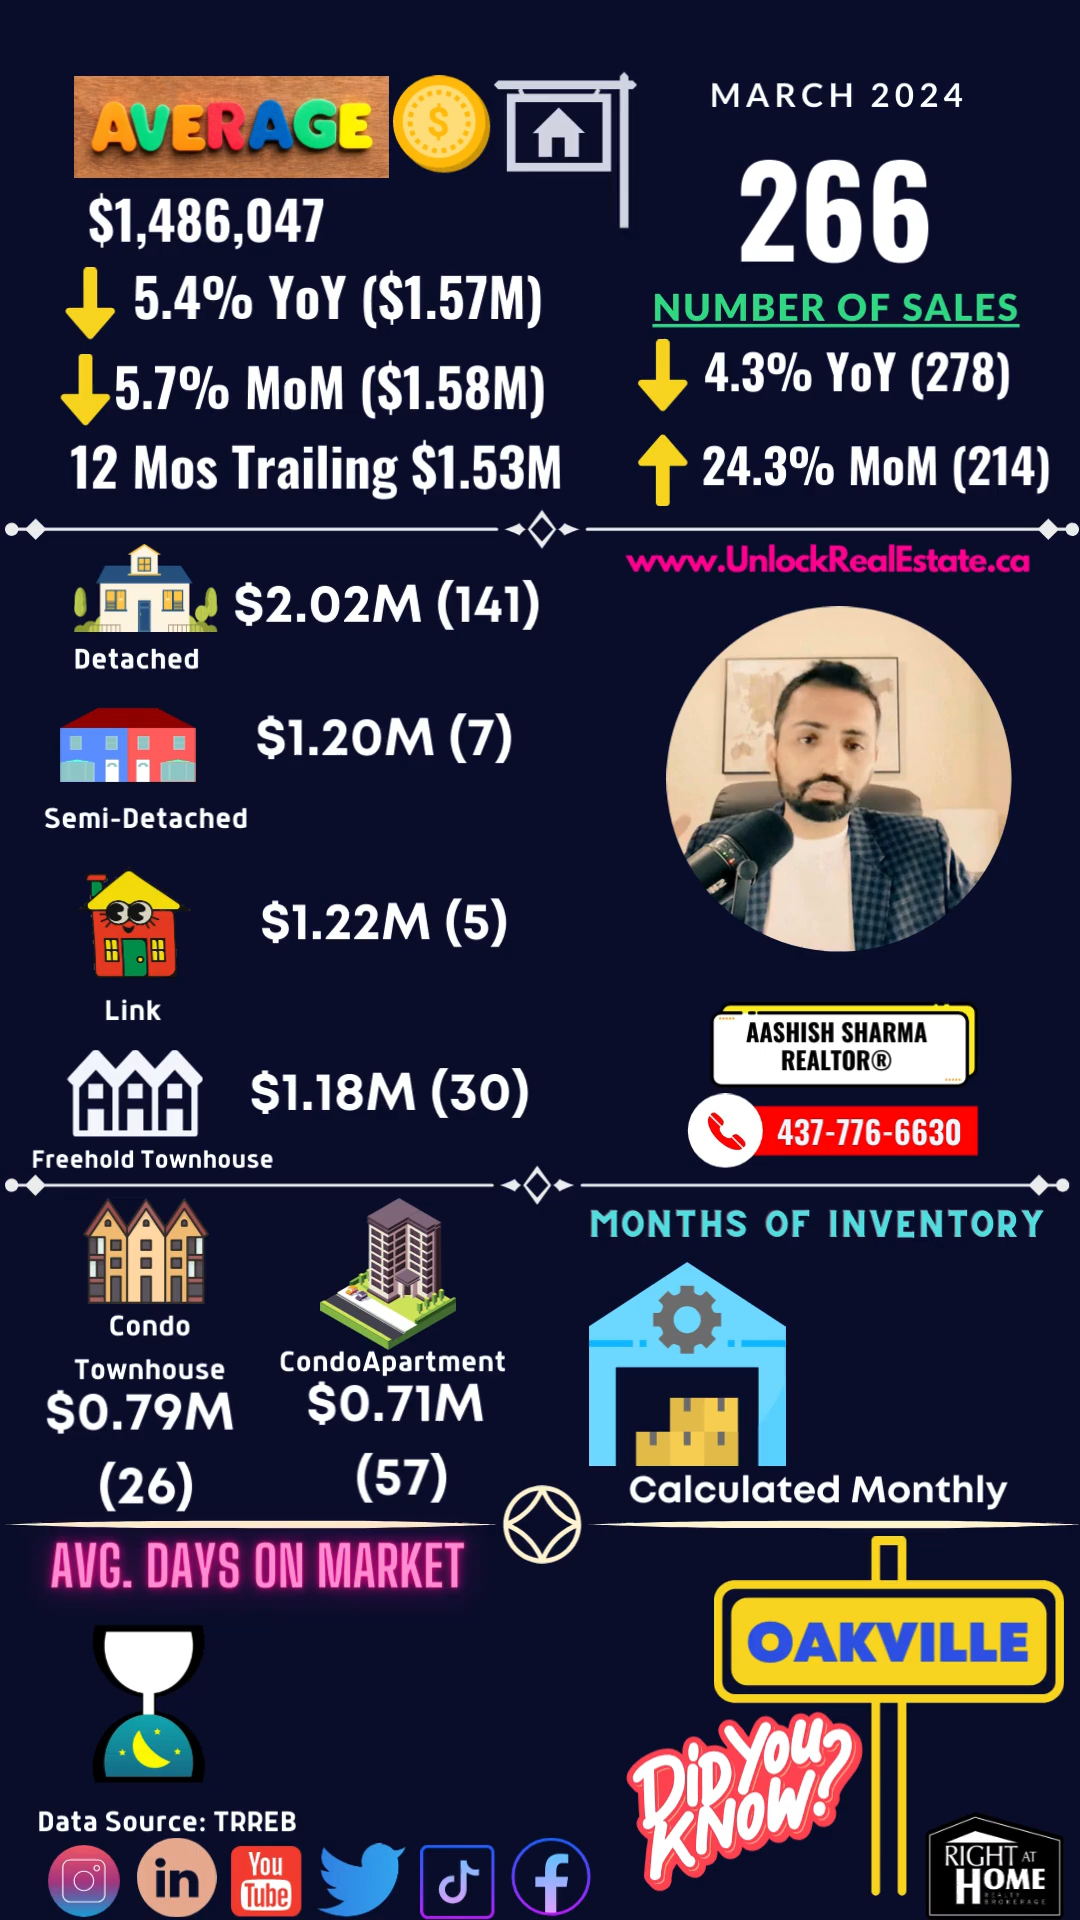 AVERAGE
$
MARCH 2024
$1,486,047
266
5.4% YoY ($1.57M)
NUMBER OF SALES
5.7% MoM ($1.58M)
4.3% YoY (278)
12 Mos Trailing $1.53M
24.3% MoM (214)
www.UnlockRealEstate.ca
$2.02M (141)
Detached
$1.20M (7)
Semi-Detached
$1.22M (5)
Link
AASHISH SHARMA
REALTOR®
$1.18M (30)
437-776-6630
Freehold Townhouse
MONTHS OF INVENTORY
Condo
Townhouse
$0.79M
(26)
CondoApartment
$0.71M
(57)
Calculated Monthly
AVG. DAYS ON MARKET
OAKVILLE
DiD YOU
KNOW?
Data Source: TRREB
in
You
Tube
f
RIGHT AT
HOME
REALTY
BROKERAGE